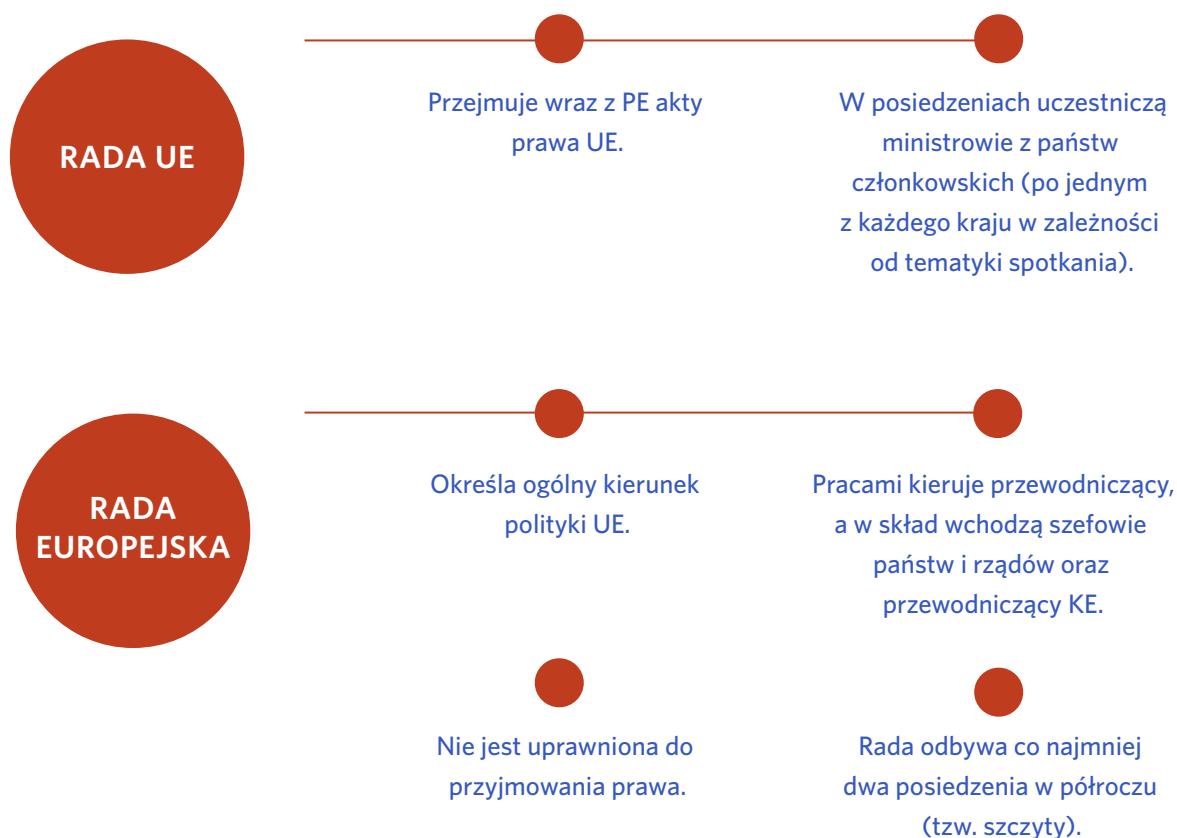 RADA UE
Przejmuje wraz z PE akty
prawa UE.
W posiedzeniach uczestniczą
ministrowie z państw
członkowskich (po jednym
z każdego kraju w zależności
od tematyki spotkania).
RADA
EUROPEJSKA
Określa ogólny kierunek
polityki UE.
Pracami kieruje przewodniczący,
a w skład wchodzą szefowie
państw i rządów oraz
przewodniczący KE.
Nie jest uprawniona do
przyjmowania prawa.
Rada odbywa co najmniej
dwa posiedzenia w półroczu
(tzw. szczyty).